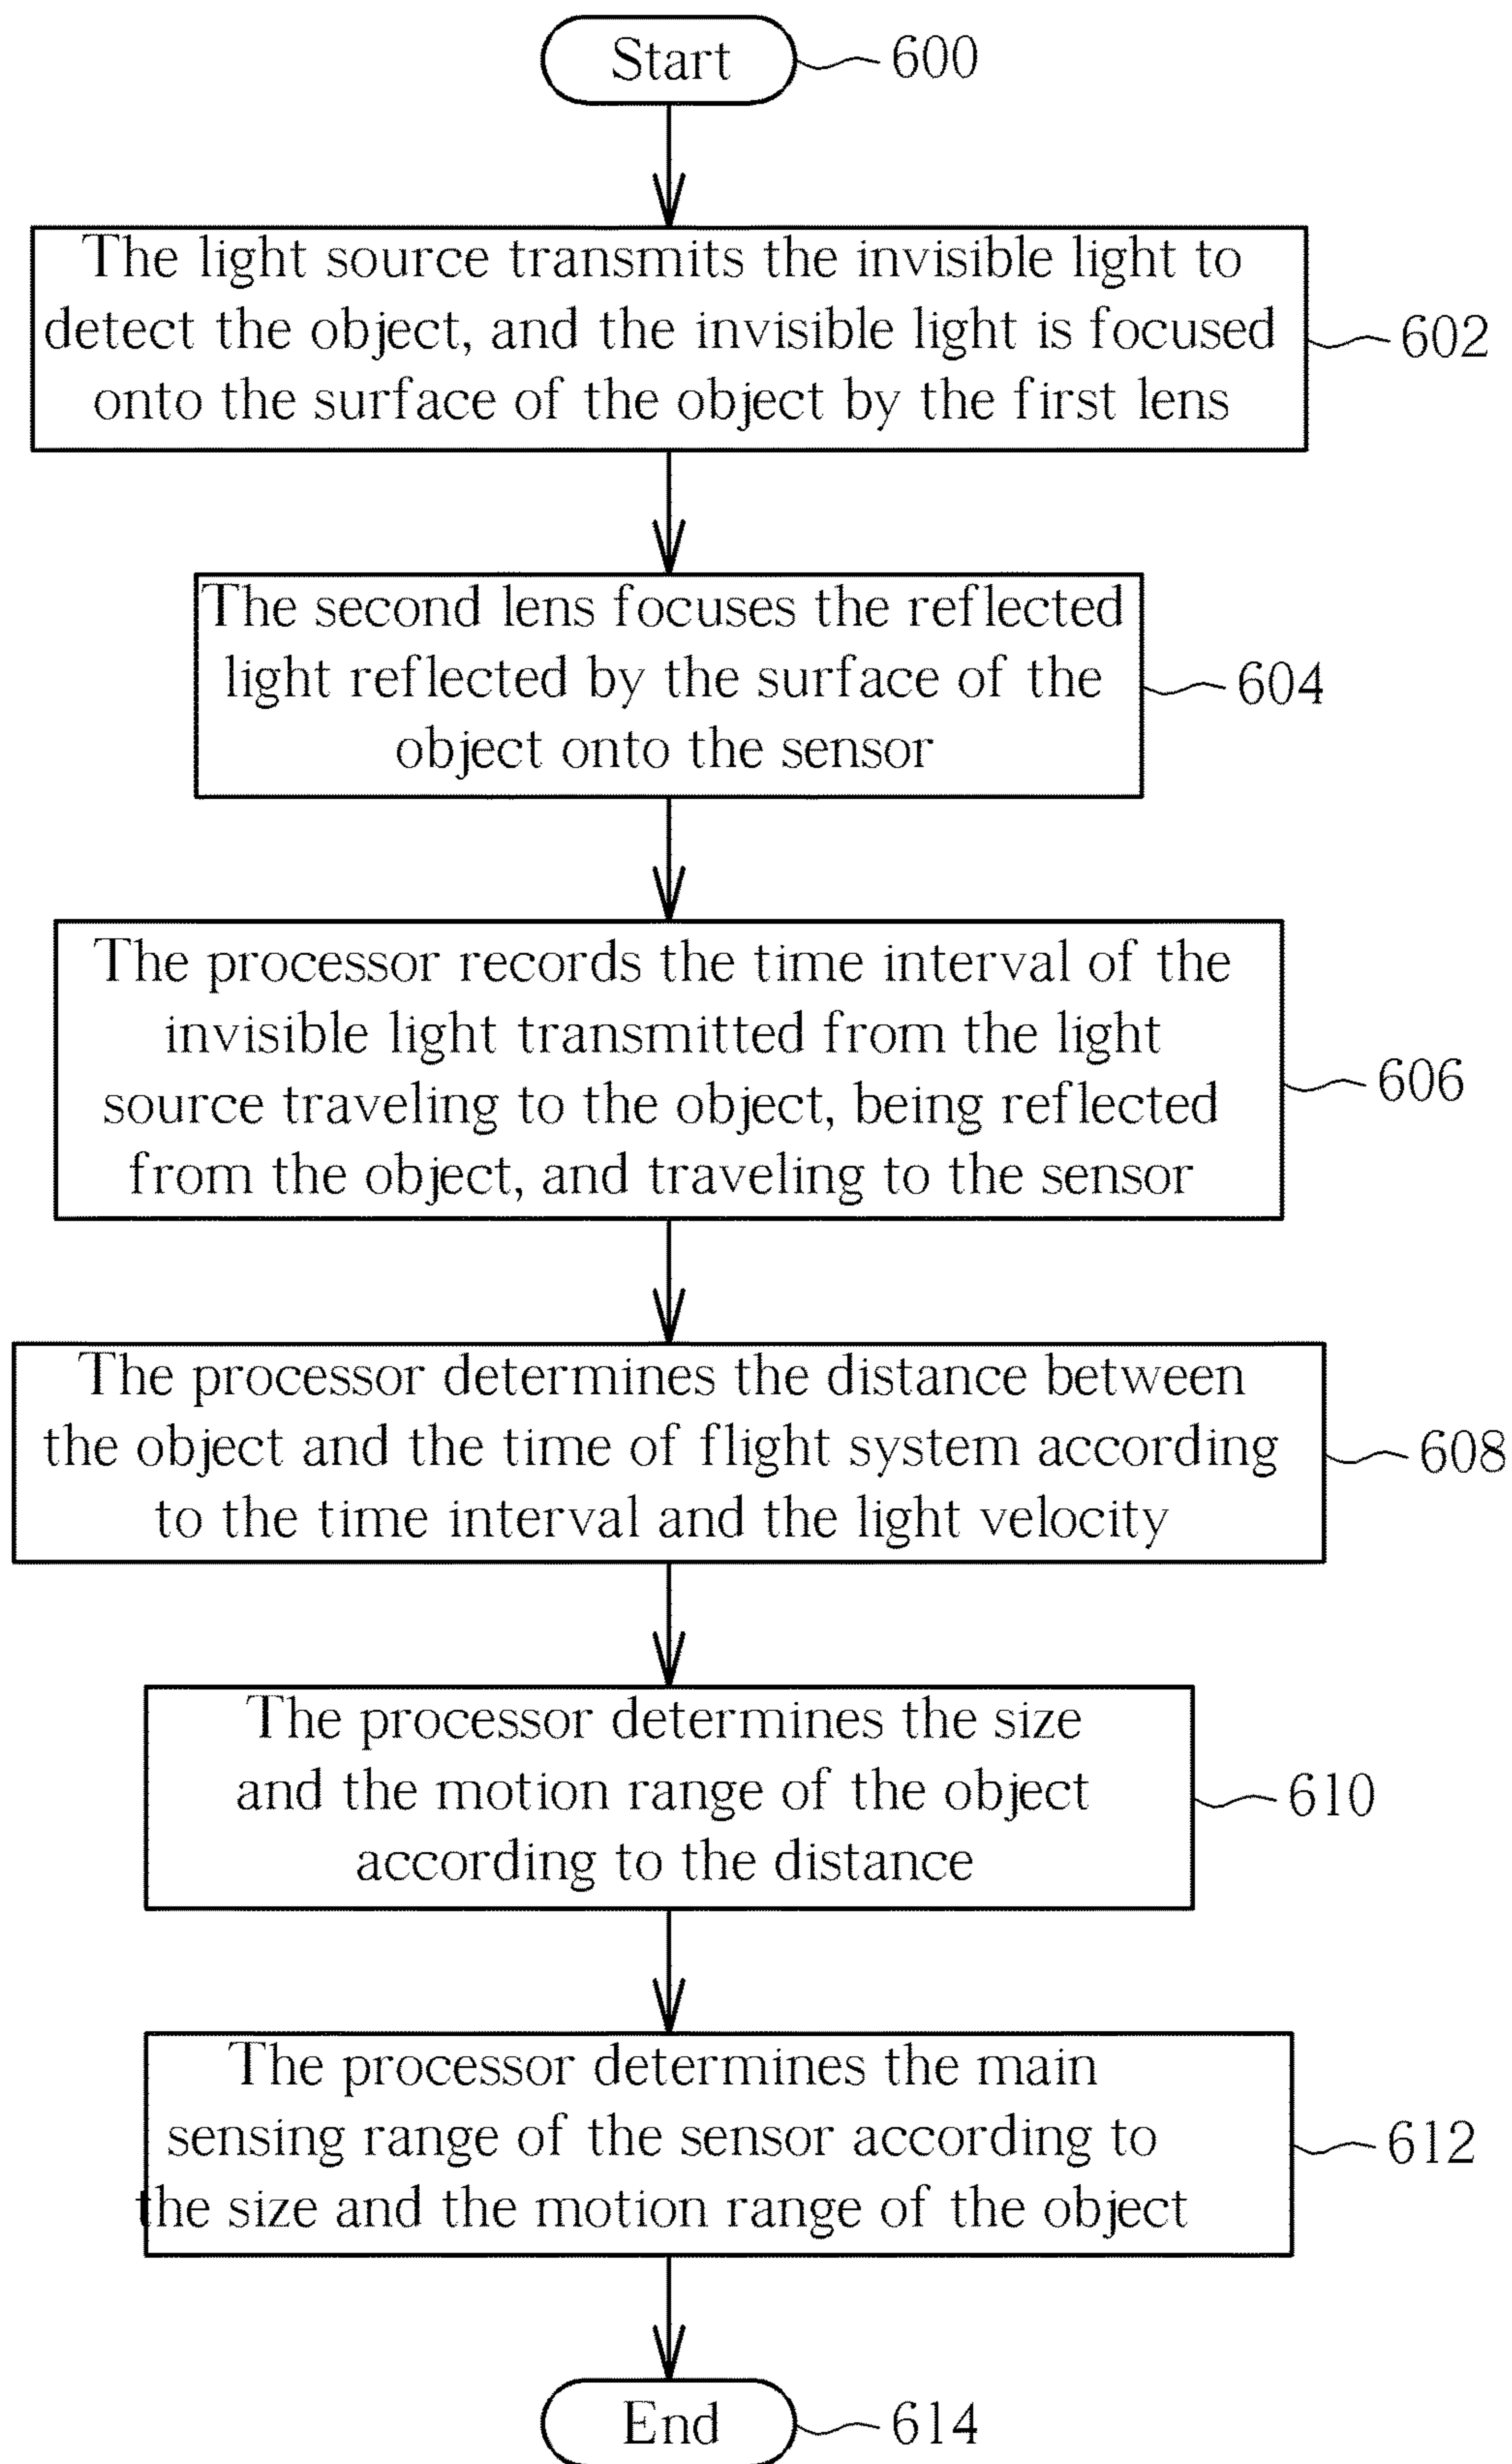 Start
600
The light source transmits the invisible light to
detect the object, and the invisible light is focused
onto the surface of the object by the first lens
602
The second lens focuses the reflected
light reflected by the surface of the
object onto the sensor
604
The processor records the time interval of the
invisible light transmitted from the light
source traveling to the object, being reflected
from the object, and traveling to the sensor
606
The processor determines the distance between
the object and the time of flight system according
to the time interval and the light velocity
608
The processor determines the size
and the motion range of the object
according to the distance
610
The processor determines the main
sensing range of the sensor according to
the size and the motion range of the object
612
End
614